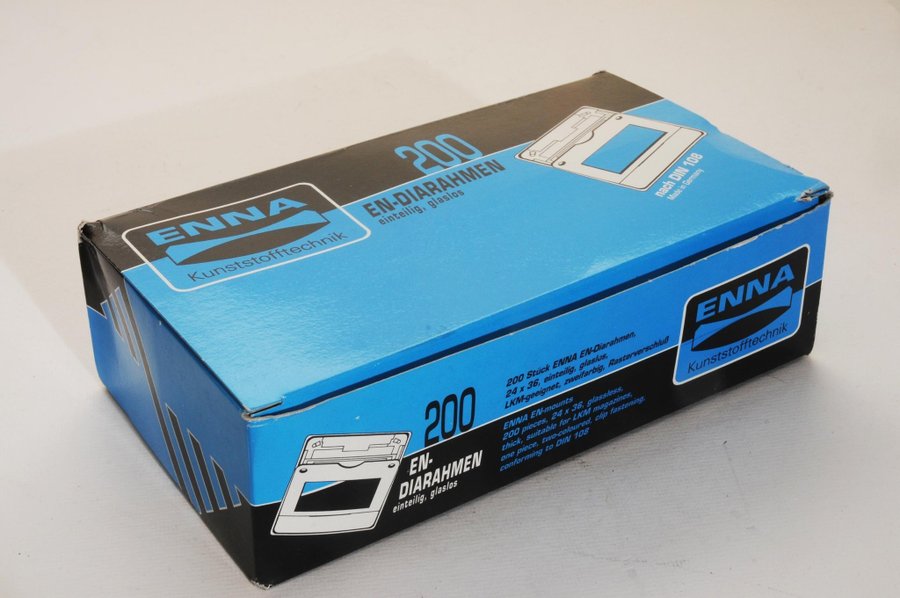 ENNA
Kunststofftechnik
200
EN-DIARAHMEN
einteilig, glaslos
nach DIN 108
Made in Germany
200
EN-
DIARAHMEN
einteilig, glaslos
200 Stück ENNA EN-Diarahmen,
24 x 36, einteilig, glaslos,
LKM-geeignet, zweifarbig, Rasterverschluß
ENNA EN-mounts
200 pieces, 24 x 36, glassless,
thick, suitable for LKM magazines,
one piece, two-coloured, clip fastening,
conforming to DIN 108
ENNA
Kunststofftechnik